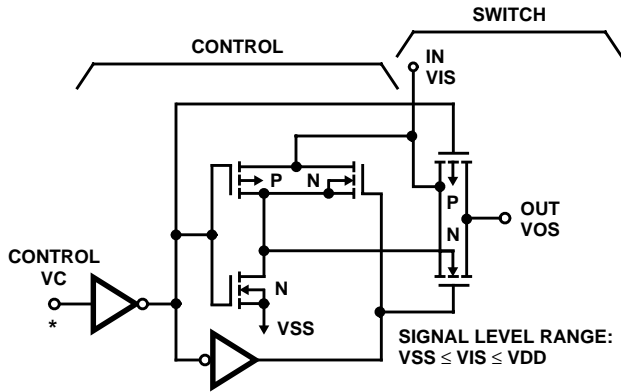 SWITCH
CONTROL
IN
VIS
P
N
P
N
OUT
VOS
CONTROL
VC
*
N
VSS
SIGNAL LEVEL RANGE:
VSS ≤ VIS ≤ VDD